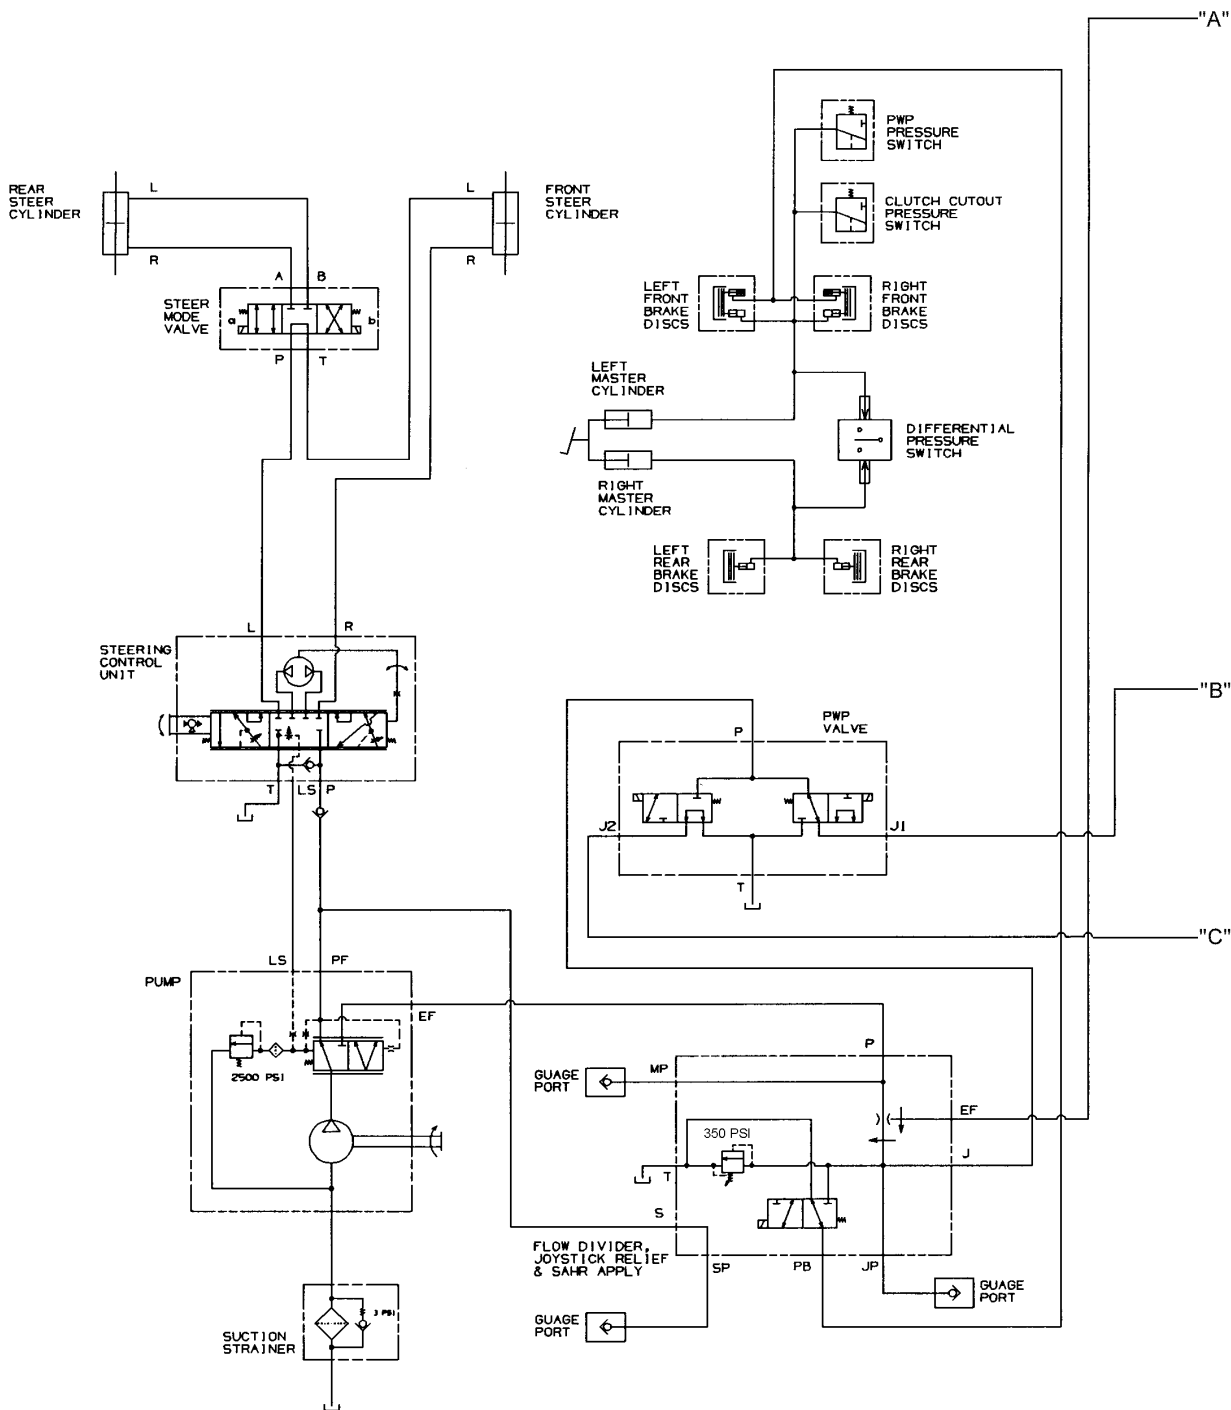 "A"
PWP
PRESSURE
SWITCH
REAR
STEER
CYLINDER
L
R
L
R
FRONT
STEER
CYLINDER
CLUTCH CUTOUT
PRESSURE
SWITCH
A
B
STEER
MODE
VALVE
a
b
P
T
LEFT
FRONT
BRAKE
DISCS
RIGHT
FRONT
BRAKE
DISCS
LEFT
MASTER
CYLINDER
DIFFERENTIAL
PRESSURE
SWITCH
RIGHT
MASTER
CYLINDER
LEFT
REAR
BRAKE
DISCS
RIGHT
REAR
BRAKE
DISCS
L
R
STEERING
CONTROL
UNIT
T
LS
P
"B"
P
PWP
VALVE
J2
J1
T
"C"
LS
PF
PUMP
EF
2500 PSI
P
GUAGE
PORT
MP
EF
350 PSI
J
T
S
FLOW DIVIDER,
JOYSTICK RELIEF
& SAHR APPLY
SP
PB
JP
GUAGE
PORT
GUAGE
PORT
3 PSI
SUCTION
STRAINER